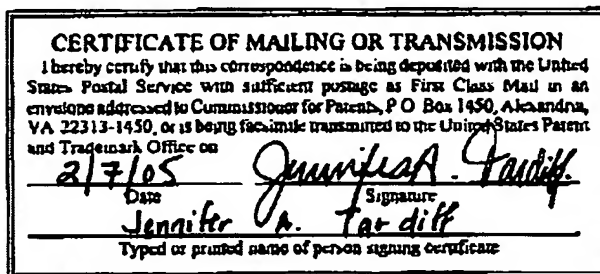 CERTIFICATE OF MAILING OR TRANSMISSION
I hereby certify that this correspondence is being deposited with the United
States Postal Service with sufficient postage as First Class Mail in an
envelope addressed to Commissioner for Patents, P O Box 1450, Alexandria,
VA 22313-1450, or is being facsimile transmitted to the United States Patent
and Trademark Office on
2/7/05 Jennifer A. Tardiff
Date Signature
Jennifer A. Tardiff
Typed or printed name of person signing certificate